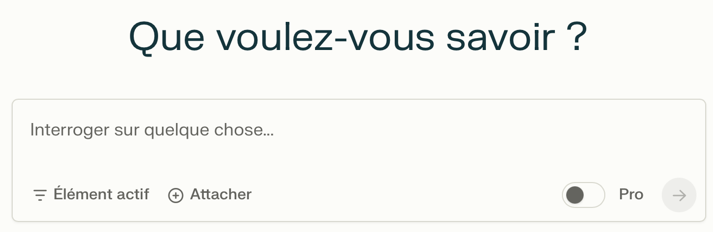 Que voulez-vous savoir ?
Interroger sur quelque chose...
Élément actif Attacher Pro